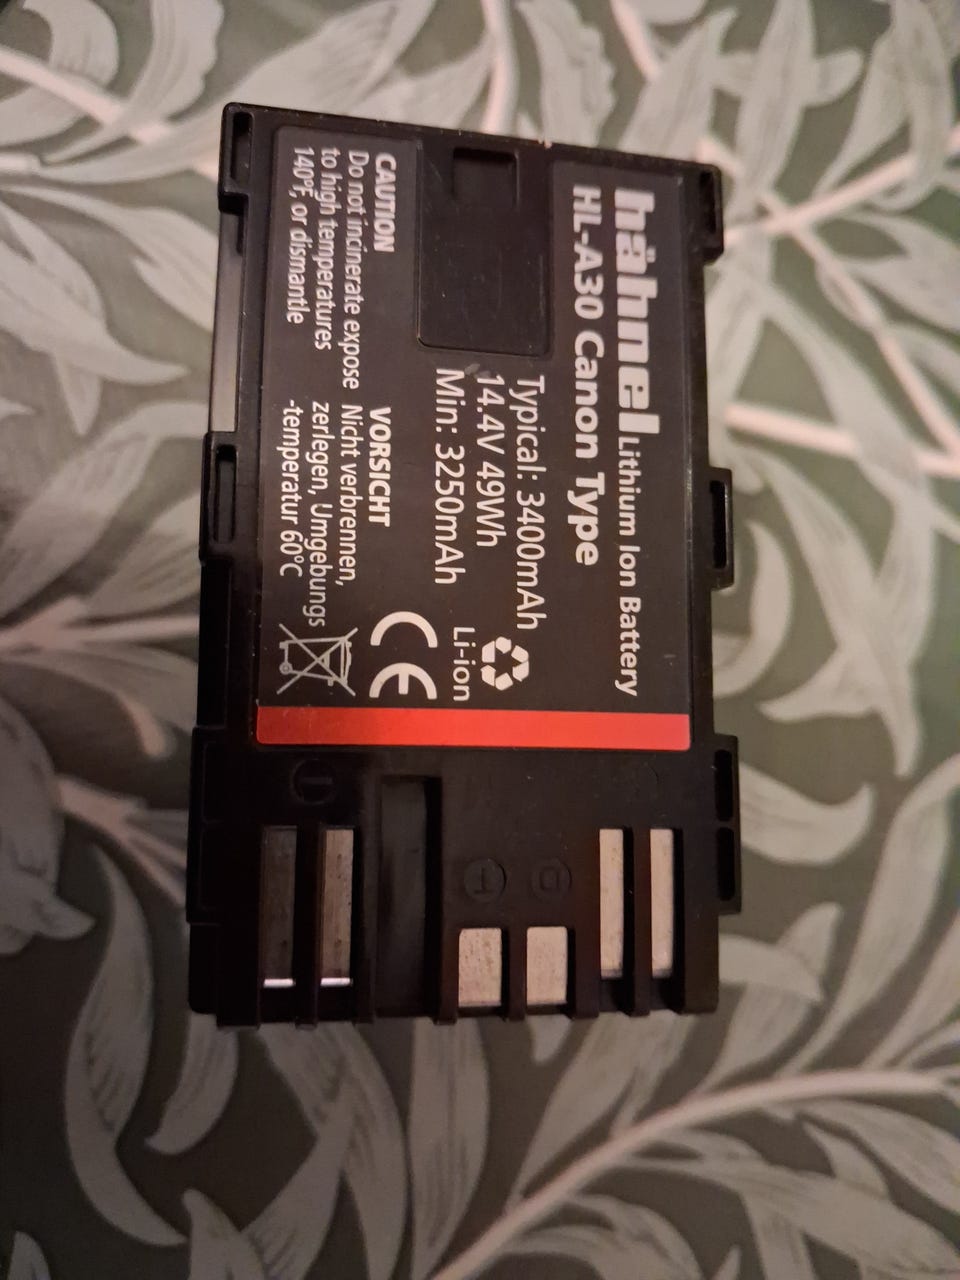 hähnel Lithium Ion Battery
HL-A30 Canon Type
Typical: 3400mAh
14.4V 49Wh
Min: 3250mAh
Li-ion
CAUTION
Do not incinerate expose
to high temperatures
140°F, or dismantle
VORSICHT
Nicht verbrennen,
zerlegen, Umgebungs
-temperatur 60°C
CE
T
D